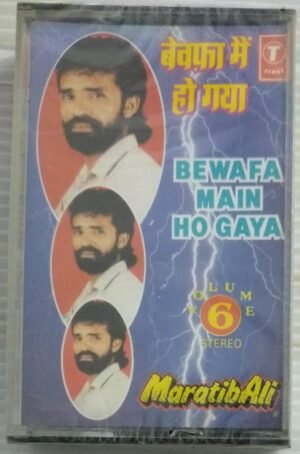 बेवफ़ा में
हो गया
T
T-SERIES
BEWAFA
MAIN
HO GAYA
VOLUME
6
STEREO
MaratibAli